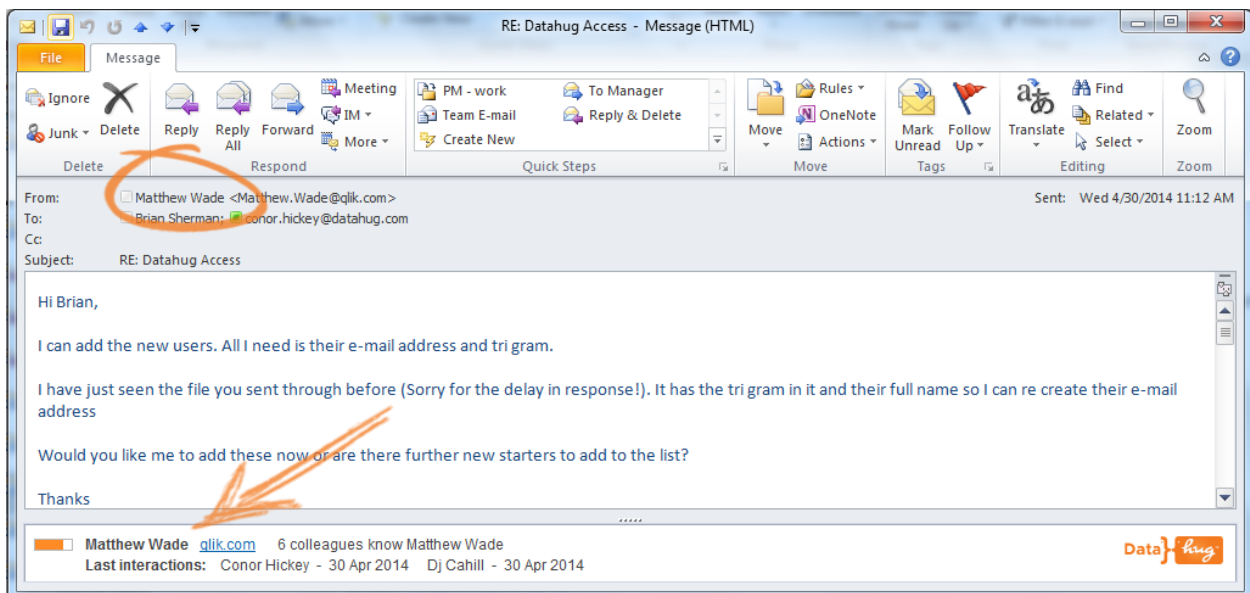 RE: Datahug Access - Message (HTML)
File Message
Ignore
Junk
Delete
Reply
Reply All
Forward
Meeting
IM
More
PM - work
Team E-mail
Create New
To Manager
Reply & Delete
Move
Rules
OneNote
Actions
Mark Unread
Follow Up
Translate
Find
Related
Select
Zoom
Delete Respond Quick Steps Move Tags Editing Zoom
From: Matthew Wade <Matthew.Wade@qlik.com> Sent: Wed 4/30/2014 11:12 AM
To: Brian Sherman; conor.hickey@datahug.com
Cc:
Subject: RE: Datahug Access
Hi Brian,
I can add the new users. All I need is their e-mail address and tri gram.
I have just seen the file you sent through before (Sorry for the delay in response!). It has the tri gram in it and their full name so I can re create their e-mail
address
Would you like me to add these now or are there further new starters to add to the list?
Thanks
Matthew Wade qlik.com 6 colleagues know Matthew Wade
Last interactions: Conor Hickey - 30 Apr 2014 Dj Cahill - 30 Apr 2014
Data}hug